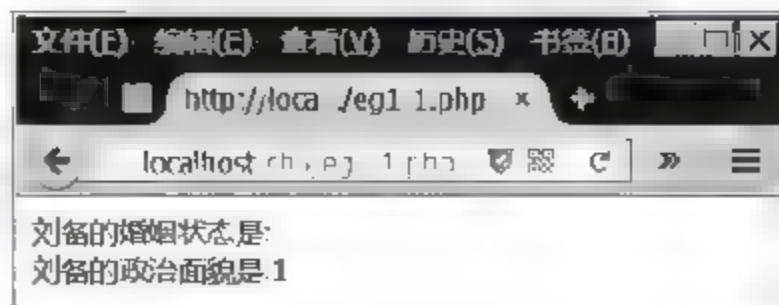 文件(E) 编辑(E) 查看(V) 历史(S) 书签(B)
http://loca /eg1 1.php ×
localhost
刘备的婚姻状态是:
刘备的政治面貌是:1